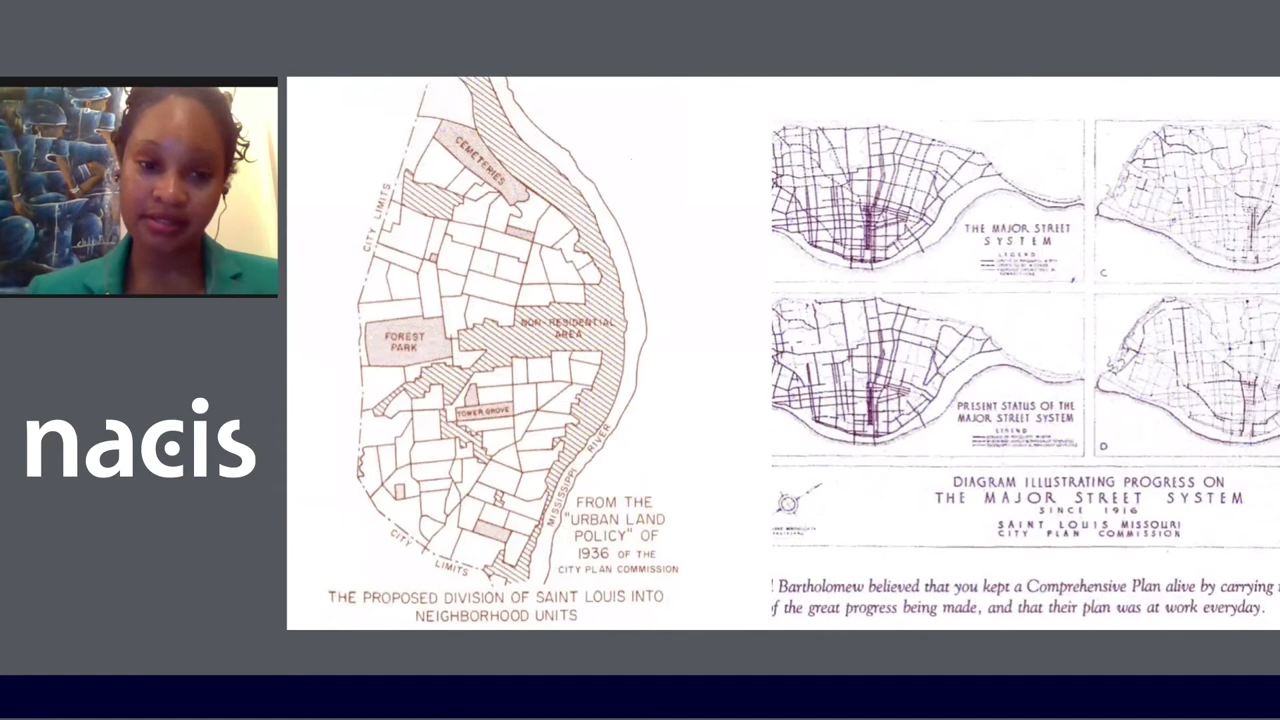 nacis
CITY LIMITS
CEMETERIES
FOREST
PARK
NON-RESIDENTIAL
AREA
TOWER GROVE
MISSISSIPPI RIVER
CITY LIMITS
FROM THE
"URBAN LAND
POLICY" OF
1936 OF THE
CITY PLAN COMMISSION
THE PROPOSED DIVISION OF SAINT LOUIS INTO
NEIGHBORHOOD UNITS
THE MAJOR STREET
SYSTEM
LEGEND
C
PRESENT STATUS OF THE
MAJOR STREET SYSTEM
LEGEND
D
DIAGRAM ILLUSTRATING PROGRESS ON
THE MAJOR STREET SYSTEM
SINCE 1916
SAINT LOUIS MISSOURI
CITY PLAN COMMISSION
Bartholomew believed that you kept a Comprehensive Plan alive by carrying
f the great progress being made, and that their plan was at work everyday.